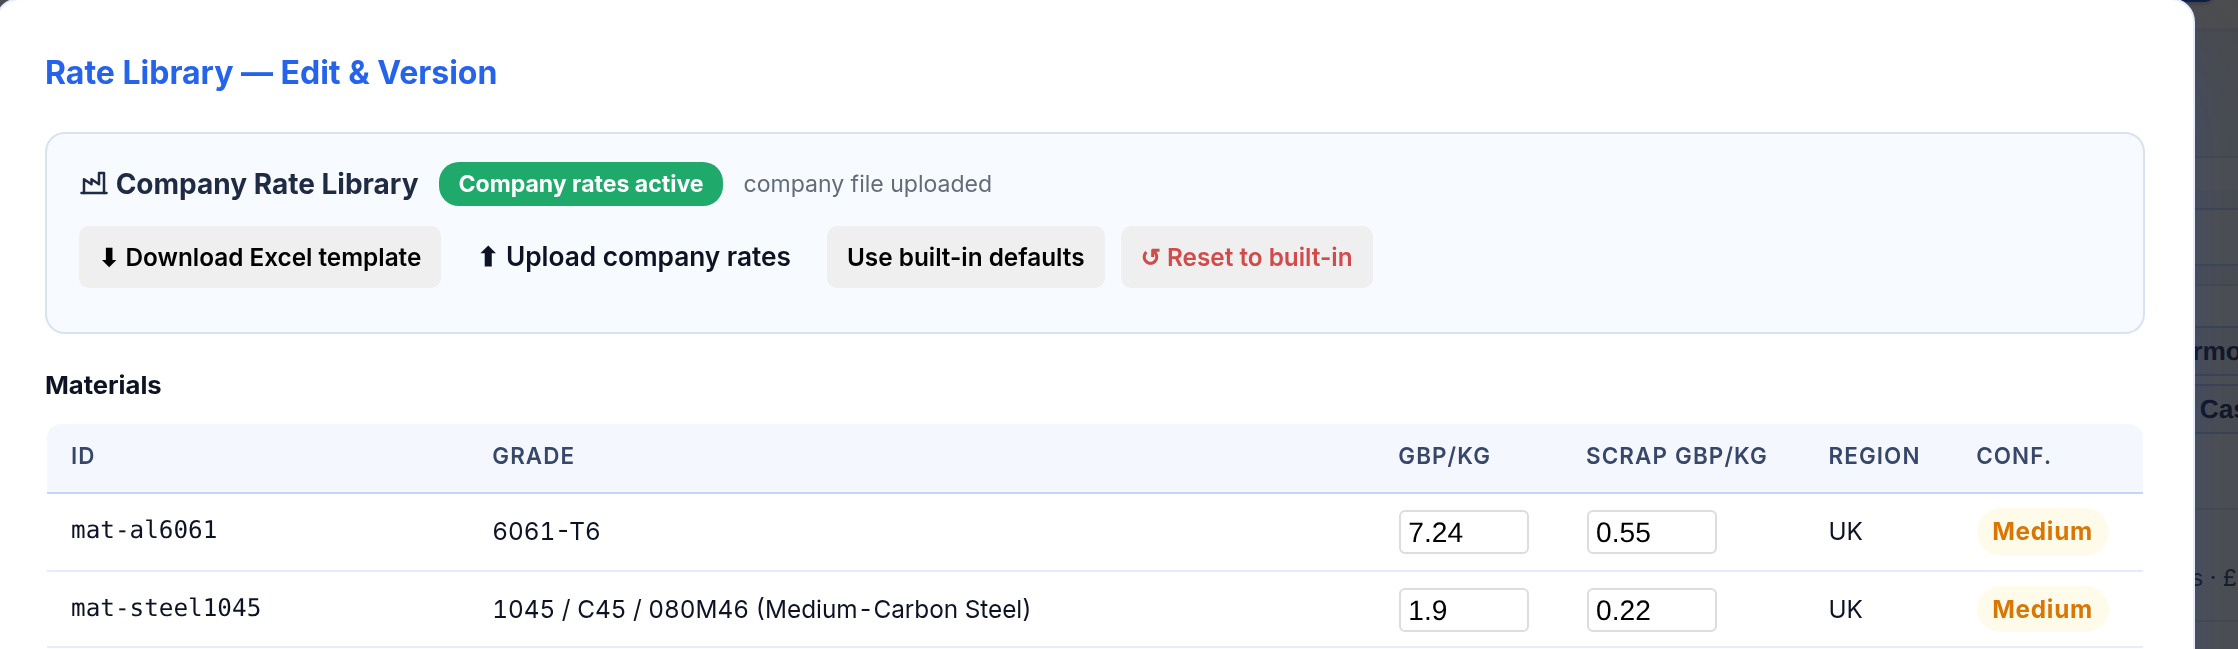 Rate Library — Edit & Version
Company Rate Library Company rates active company file uploaded
⬇ Download Excel template ⬆ Upload company rates Use built-in defaults ↺ Reset to built-in
Materials
ID GRADE GBP/KG SCRAP GBP/KG REGION CONF.
mat-al6061 6061-T6 7.24 0.55 UK Medium
mat-steel1045 1045 / C45 / 080M46 (Medium-Carbon Steel) 1.9 0.22 UK Medium